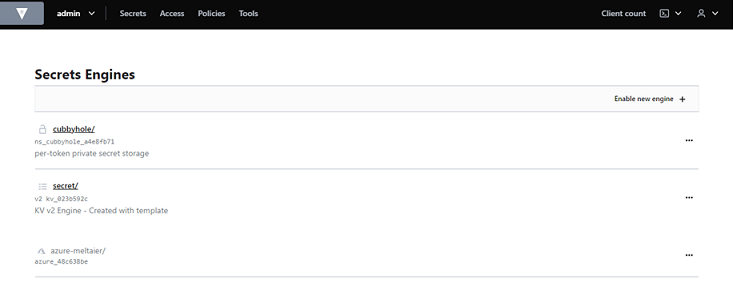 admin Secrets Access Policies Tools Client count
Secrets Engines
Enable new engine +
cubbyhole/
ns_cubbyhole_a4e8fb71
per-token private secret storage
secret/
v2 kv_023b592c
KV v2 Engine - Created with template
azure-meltaier/
azure_48c638be